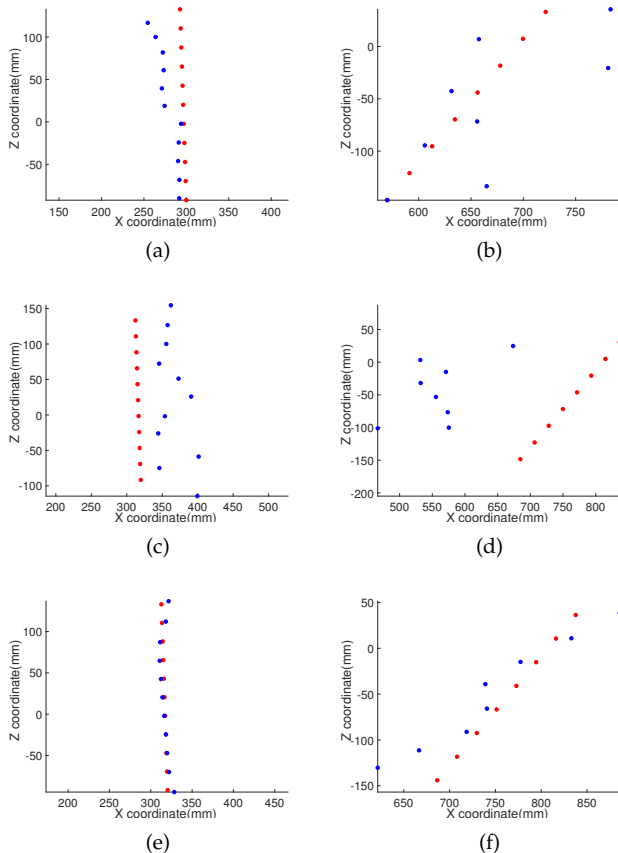 100
50
0
-50
Z coordinate(mm)
150 200 250 300 350 400
X coordinate(mm)
(a)
0
-50
-100
Z coordinate(mm)
600 650 700 750
X coordinate(mm)
(b)
150
100
50
0
-50
-100
Z coordinate(mm)
200 250 300 350 400 450 500
X coordinate(mm)
(c)
50
0
-50
-100
-150
-200
Z coordinate(mm)
500 550 600 650 700 750 800
X coordinate(mm)
(d)
100
50
0
-50
Z coordinate(mm)
200 250 300 350 400 450
X coordinate(mm)
(e)
50
0
-50
-100
-150
Z coordinate(mm)
650 700 750 800 850
X coordinate(mm)
(f)